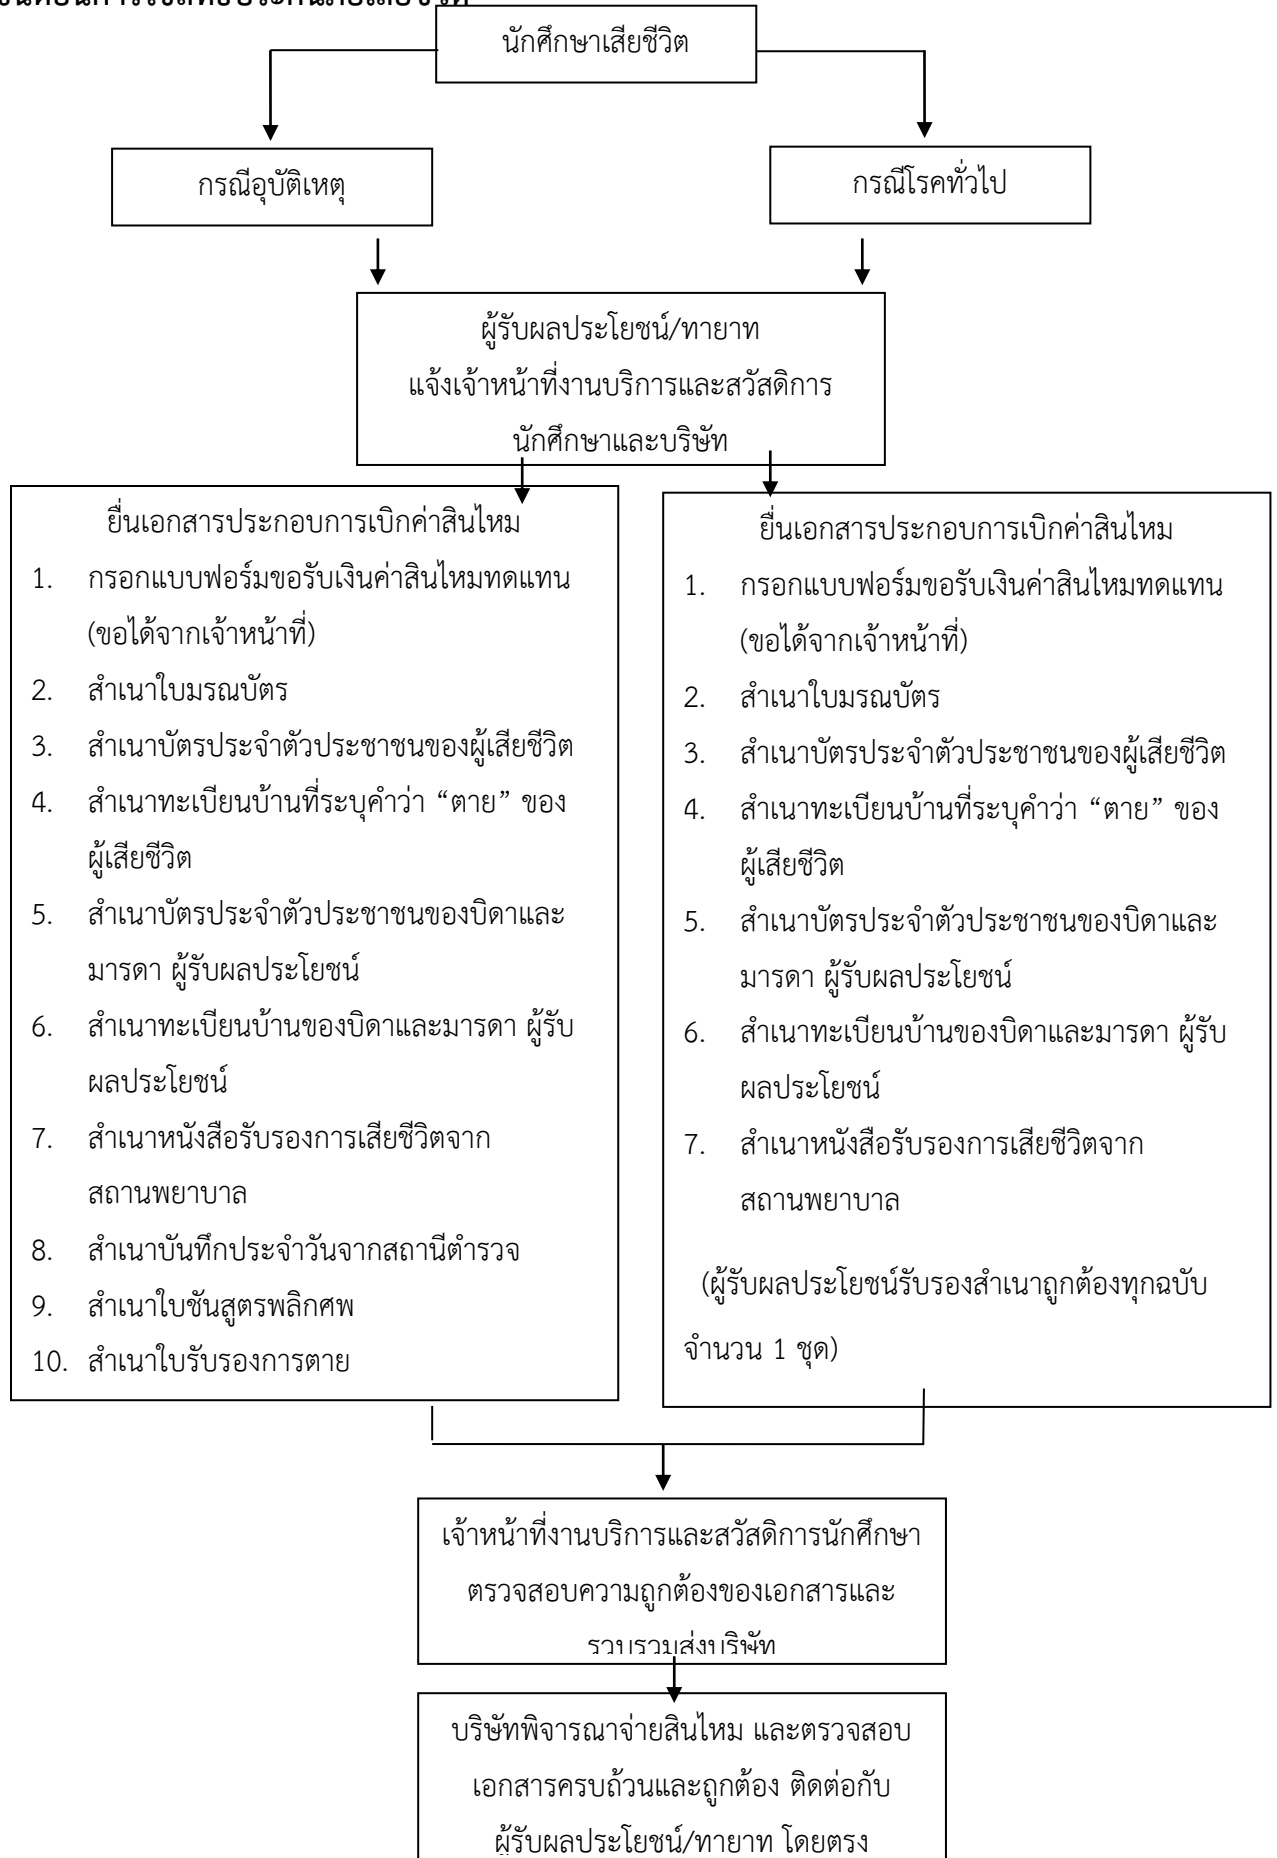 นักศึกษาเสียชีวิต
กรณีอุบัติเหตุ
กรณีโรคทั่วไป
ผู้รับผลประโยชน์/ทายาท
แจ้งเจ้าหน้าที่งานบริการและสวัสดิการ
นักศึกษาและบริษัท
ยื่นเอกสารประกอบการเบิกค่าสินไหม
1. กรอกแบบฟอร์มขอรับเงินค่าสินไหมทดแทน
(ขอได้จากเจ้าหน้าที่)
2. สำเนาใบมรณบัตร
3. สำเนาบัตรประจำตัวประชาชนของผู้เสียชีวิต
4. สำเนาทะเบียนบ้านที่ระบุคำว่า “ตาย” ของ
ผู้เสียชีวิต
5. สำเนาบัตรประจำตัวประชาชนของบิดาและ
มารดา ผู้รับผลประโยชน์
6. สำเนาทะเบียนบ้านของบิดาและมารดา ผู้รับ
ผลประโยชน์
7. สำเนาหนังสือรับรองการเสียชีวิตจาก
สถานพยาบาล
8. สำเนาบันทึกประจำวันจากสถานีตำรวจ
9. สำเนาใบชันสูตรพลิกศพ
10. สำเนาใบรับรองการตาย
ยื่นเอกสารประกอบการเบิกค่าสินไหม
1. กรอกแบบฟอร์มขอรับเงินค่าสินไหมทดแทน
(ขอได้จากเจ้าหน้าที่)
2. สำเนาใบมรณบัตร
3. สำเนาบัตรประจำตัวประชาชนของผู้เสียชีวิต
4. สำเนาทะเบียนบ้านที่ระบุคำว่า “ตาย” ของ
ผู้เสียชีวิต
5. สำเนาบัตรประจำตัวประชาชนของบิดาและ
มารดา ผู้รับผลประโยชน์
6. สำเนาทะเบียนบ้านของบิดาและมารดา ผู้รับ
ผลประโยชน์
7. สำเนาหนังสือรับรองการเสียชีวิตจาก
สถานพยาบาล
(ผู้รับผลประโยชน์รับรองสำเนาถูกต้องทุกฉบับ
จำนวน 1 ชุด)
เจ้าหน้าที่งานบริการและสวัสดิการนักศึกษา
ตรวจสอบความถูกต้องของเอกสารและ
รวบรวมส่งบริษัท
บริษัทพิจารณาจ่ายสินไหม และตรวจสอบ
เอกสารครบถ้วนและถูกต้อง ติดต่อกับ
ผู้รับผลประโยชน์/ทายาท โดยตรง